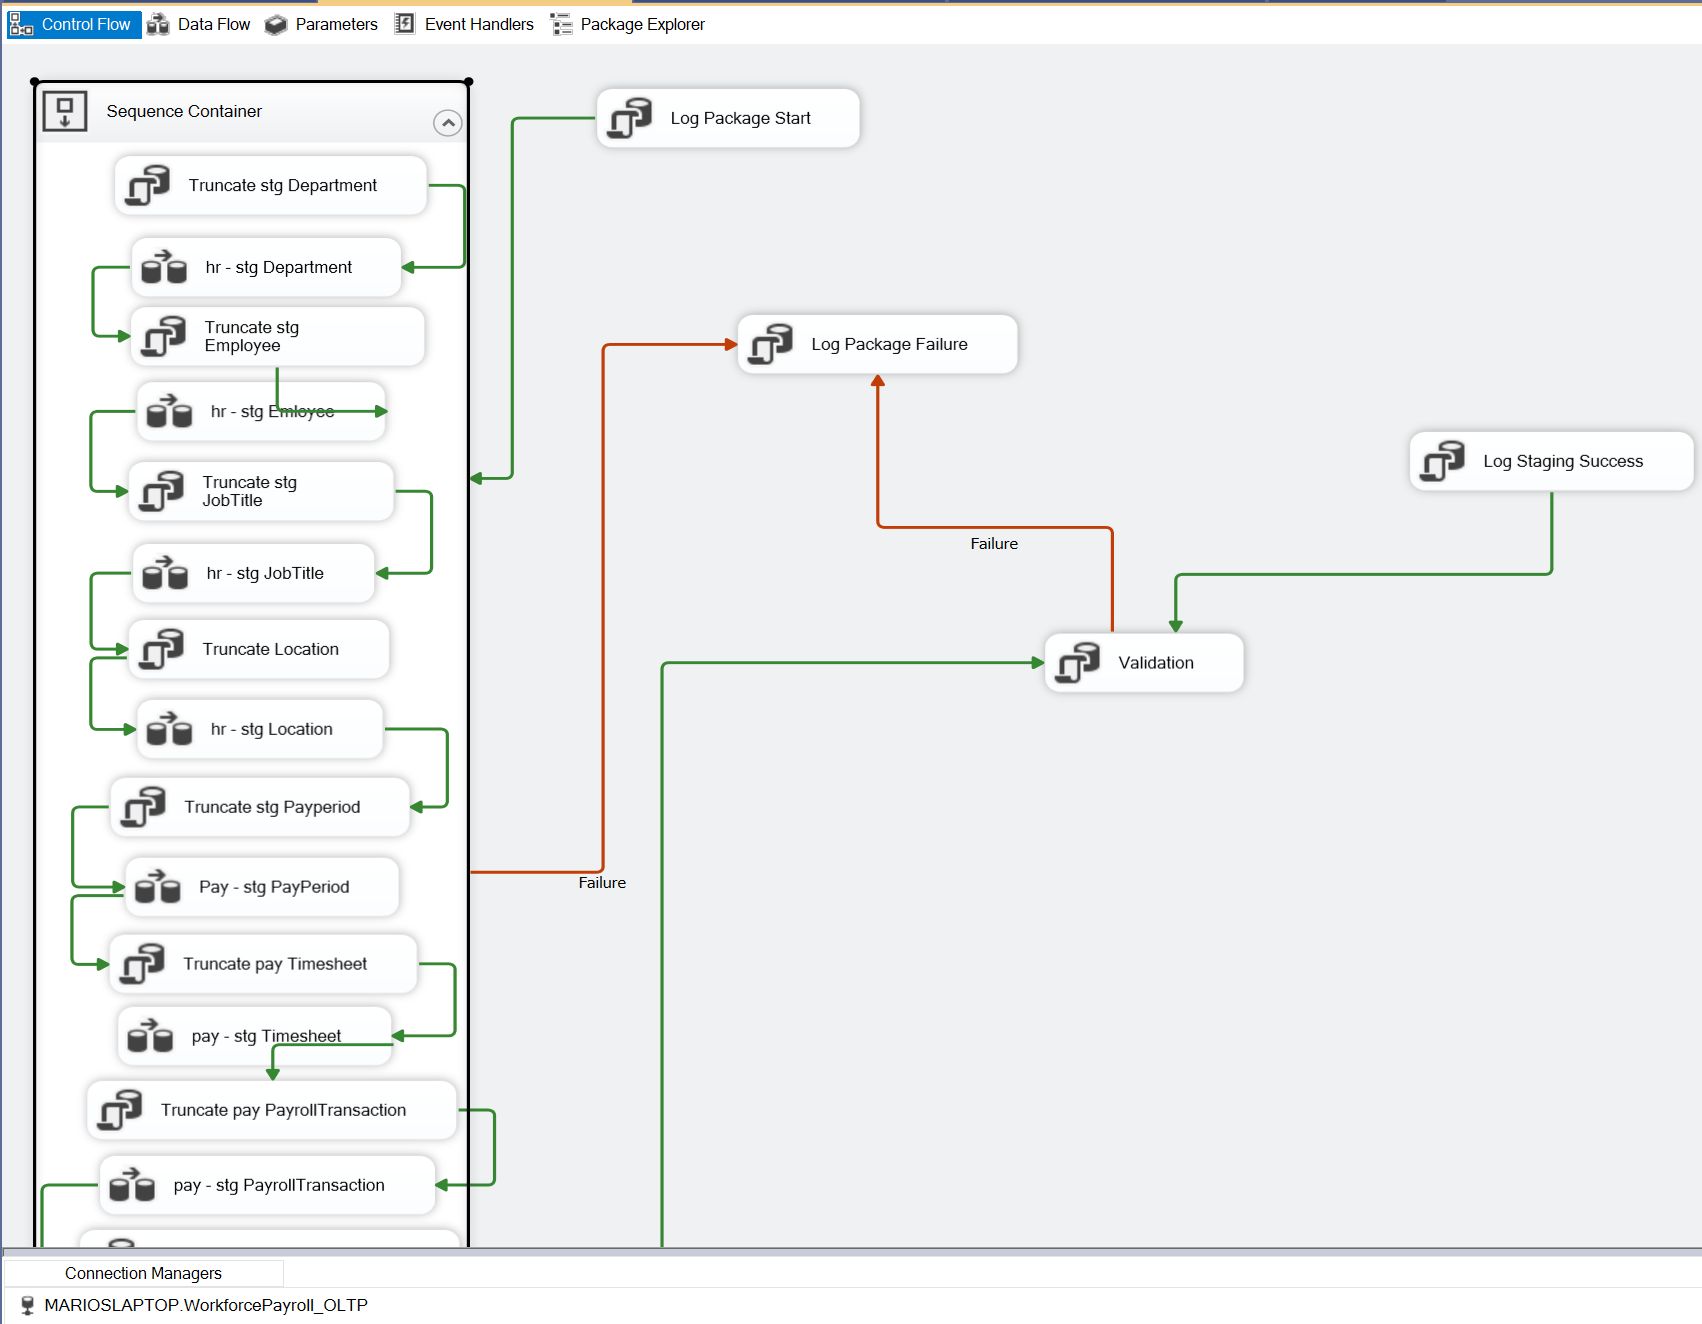 Control Flow
Data Flow
Parameters
Event Handlers
Package Explorer
Sequence Container
Truncate stg Department
hr - stg Department
Truncate stg
Employee
hr - stg Emloyee
Truncate stg
JobTitle
hr - stg JobTitle
Truncate Location
hr - stg Location
Truncate stg Payperiod
Pay - stg PayPeriod
Truncate pay Timesheet
pay - stg Timesheet
Truncate pay PayrollTransaction
pay - stg PayrollTransaction
Log Package Start
Log Package Failure
Failure
Log Staging Success
Validation
Failure
Connection Managers
MARIOSLAPTOP.WorkforcePayroll_OLTP